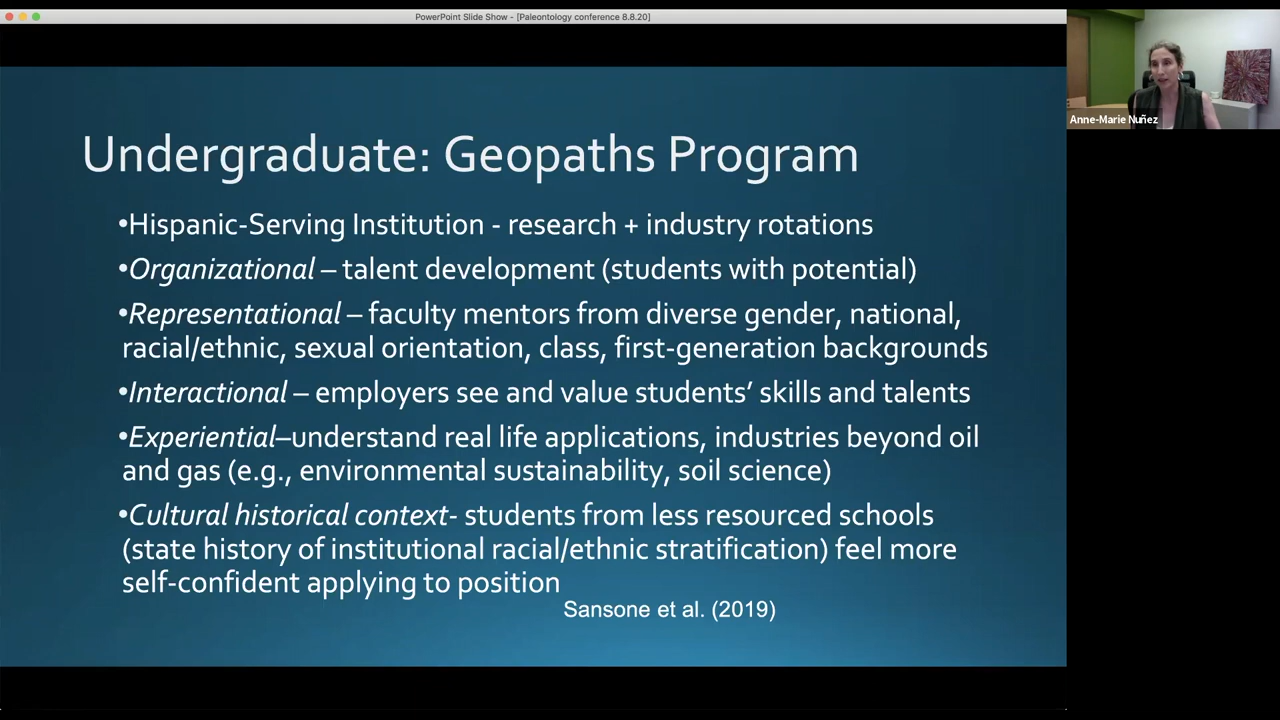 PowerPoint Slide Show - [Paleontology conference 8.8.20]
Anne-Marie Nuñez
Undergraduate: Geopaths Program
•Hispanic-Serving Institution - research + industry rotations
•Organizational – talent development (students with potential)
•Representational – faculty mentors from diverse gender, national,
racial/ethnic, sexual orientation, class, first-generation backgrounds
•Interactional – employers see and value students’ skills and talents
•Experiential–understand real life applications, industries beyond oil
and gas (e.g., environmental sustainability, soil science)
•Cultural historical context- students from less resourced schools
(state history of institutional racial/ethnic stratification) feel more
self-confident applying to position
Sansone et al. (2019)